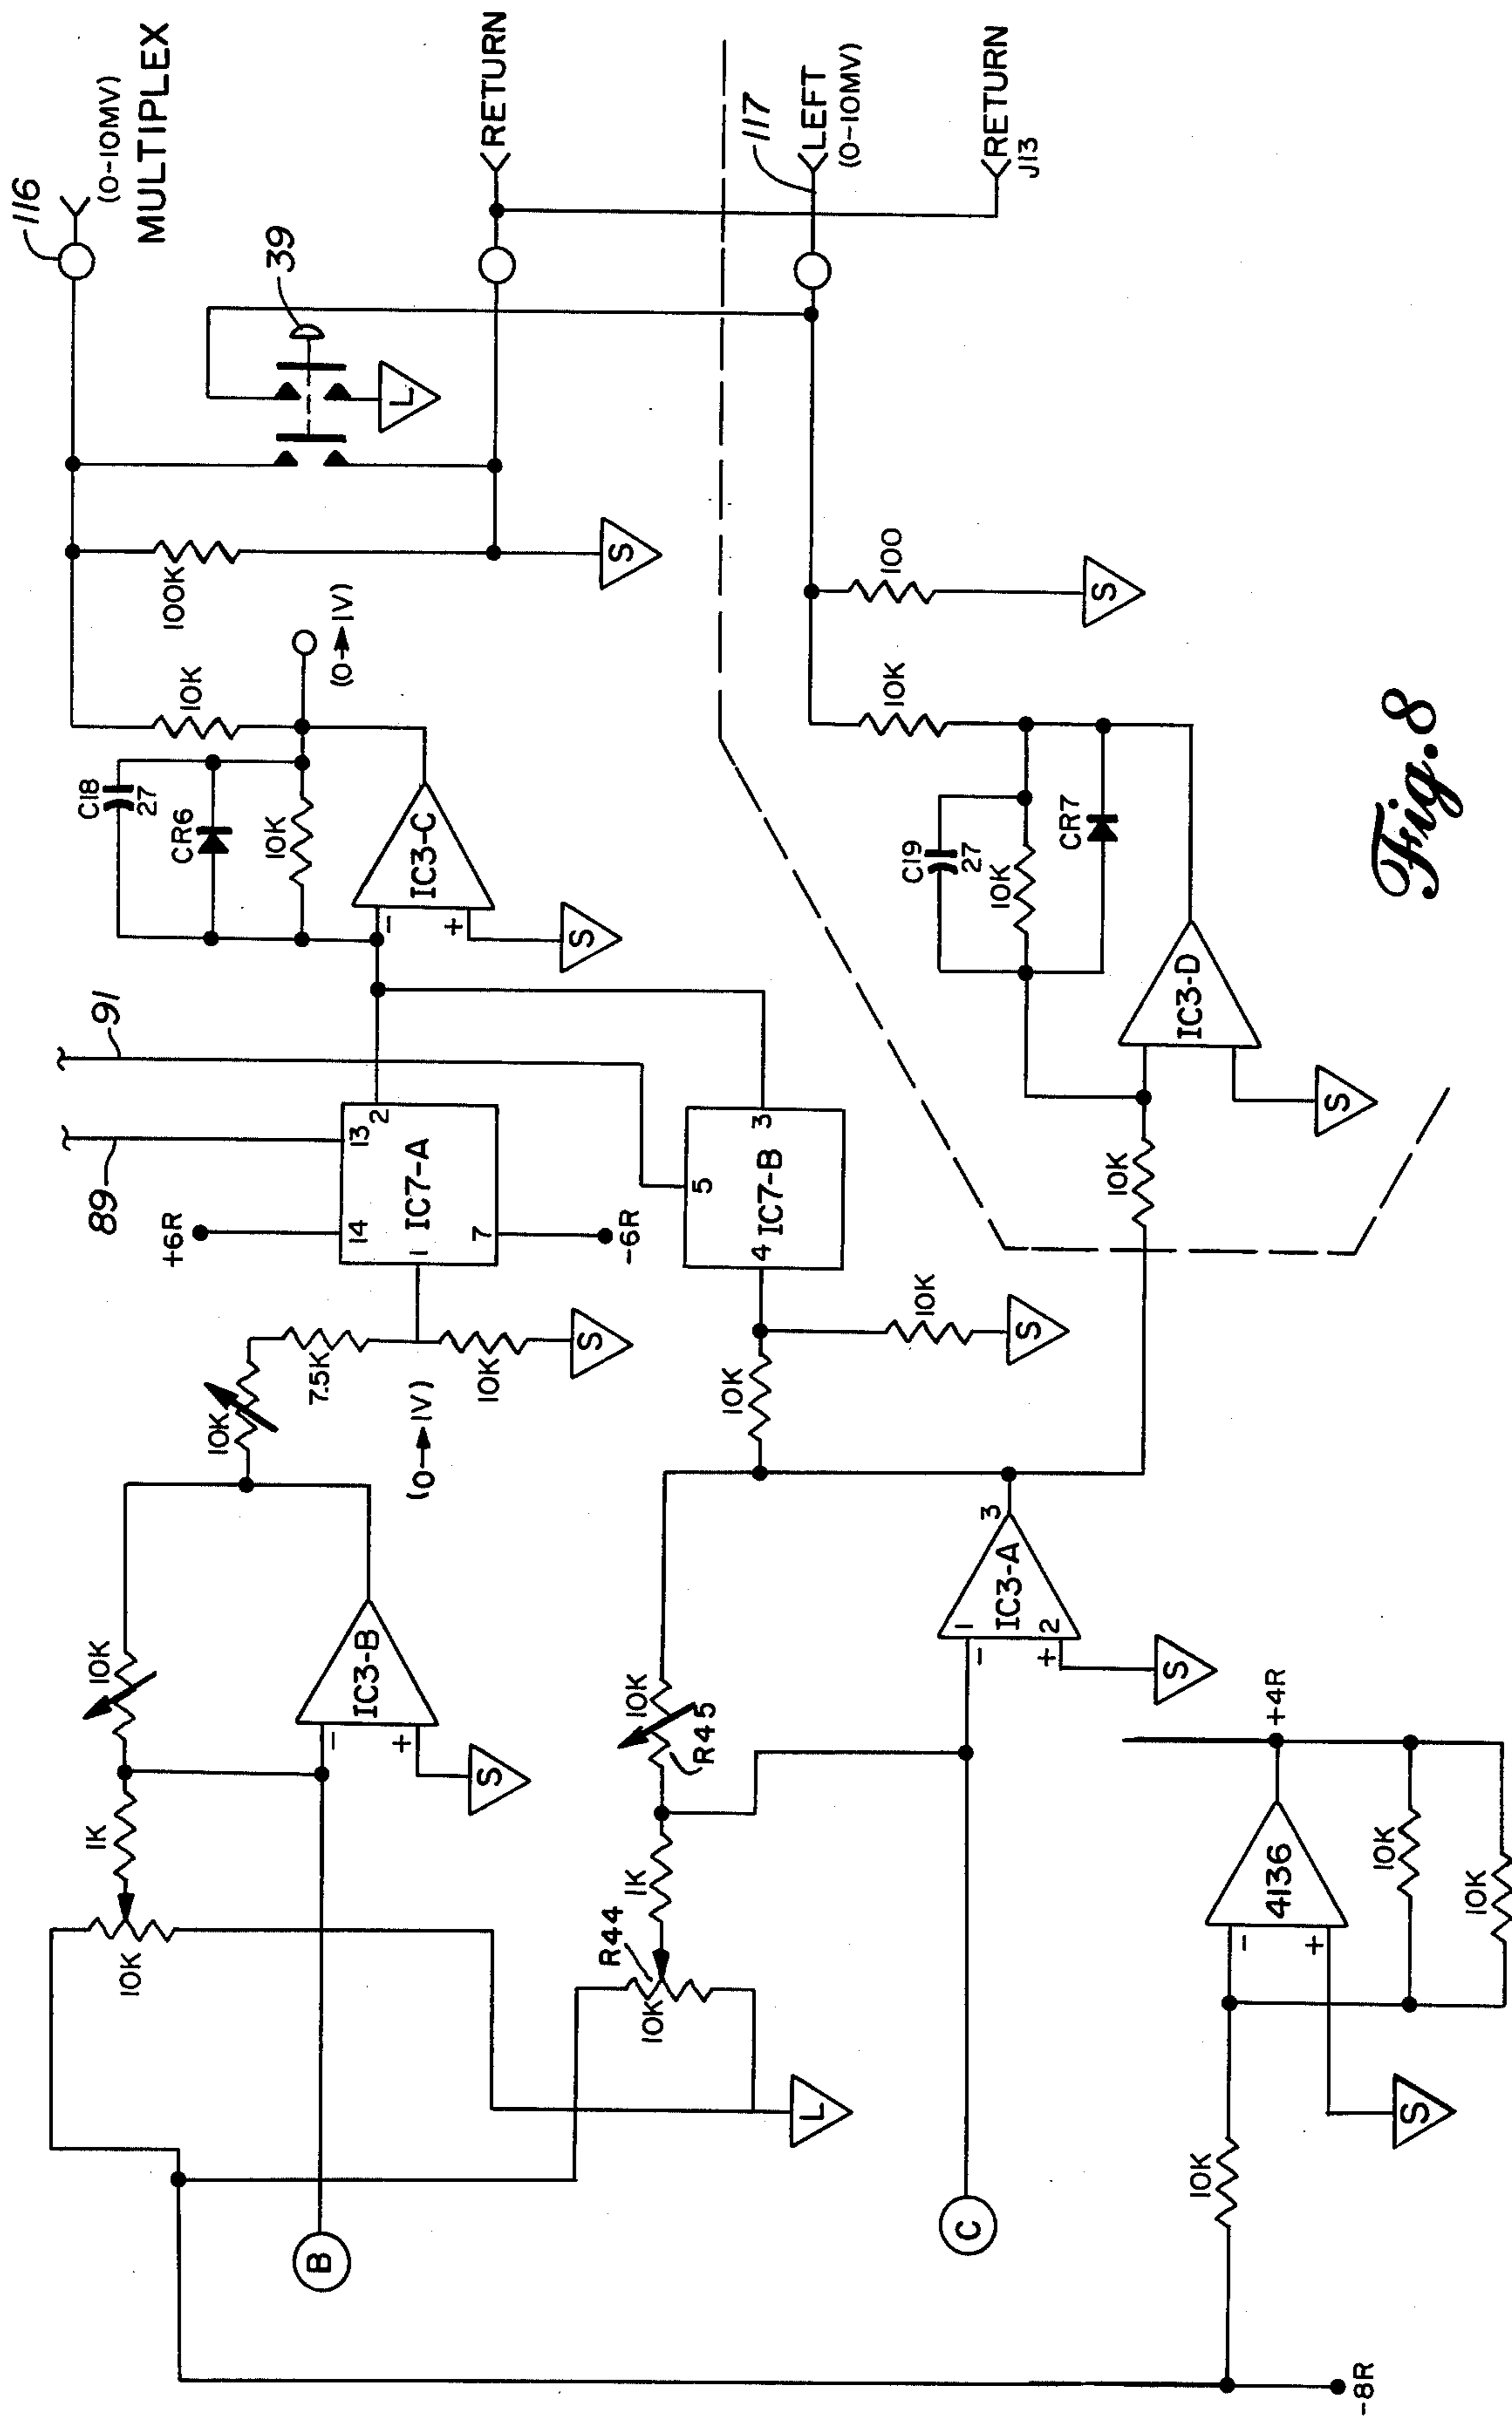 116
(0-10MV)
MULTIPLEX
RETURN
117
LEFT
(0-10MV)
RETURN
J13
39
L
100K
S
100
S
10K
(0→1V)
C18
27
CR6
10K
IC3-C
-
+
S
10K
C19
27
10K
CR7
IC3-D
S
10K
91
89
+6R
14
13
2
IC7-A
1
7
-6R
5
3
IC7-B
4
10K
7.5K
10K
S
(0→1V)
10K
10K
S
10K
1K
10K
IC3-B
-
+
S
B
10K
R45
1K
R44
10K
L
1
-
2
+
3
IC3-A
S
C
+4R
4136
-
+
S
10K
10K
10K
-8R
Fig. 8